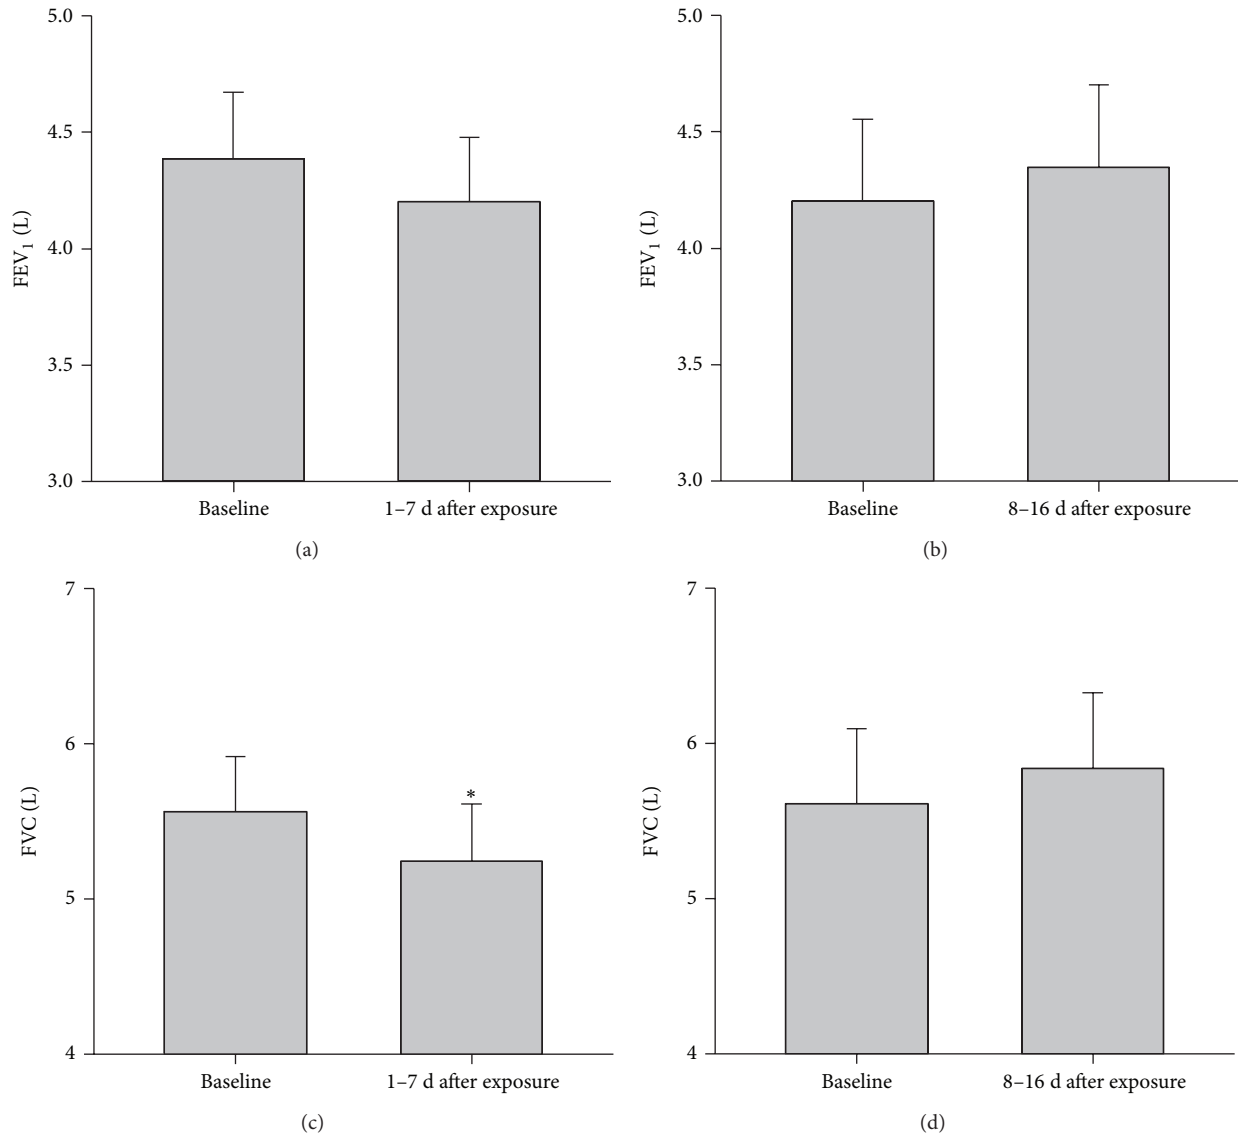 5.0
4.5
4.0
3.5
3.0
FEV1 (L)
Baseline
1–7 d after exposure
(a)
5.0
4.5
4.0
3.5
3.0
FEV1 (L)
Baseline
8–16 d after exposure
(b)
7
6
5
4
FVC (L)
*
Baseline
1–7 d after exposure
(c)
7
6
5
4
FVC (L)
Baseline
8–16 d after exposure
(d)